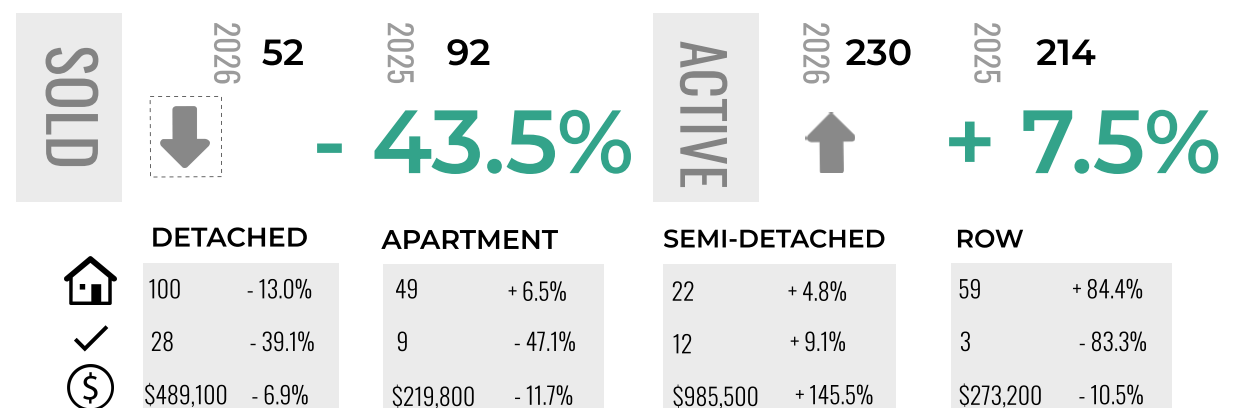 SOLD
2026 52 2025 92
- 43.5%
ACTIVE
2026 230 2025 214
+ 7.5%
DETACHED APARTMENT SEMI-DETACHED ROW
100 - 13.0% 49 + 6.5% 22 + 4.8% 59 + 84.4%
28 - 39.1% 9 - 47.1% 12 + 9.1% 3 - 83.3%
$ $489,100 - 6.9% $219,800 - 11.7% $985,500 + 145.5% $273,200 - 10.5%